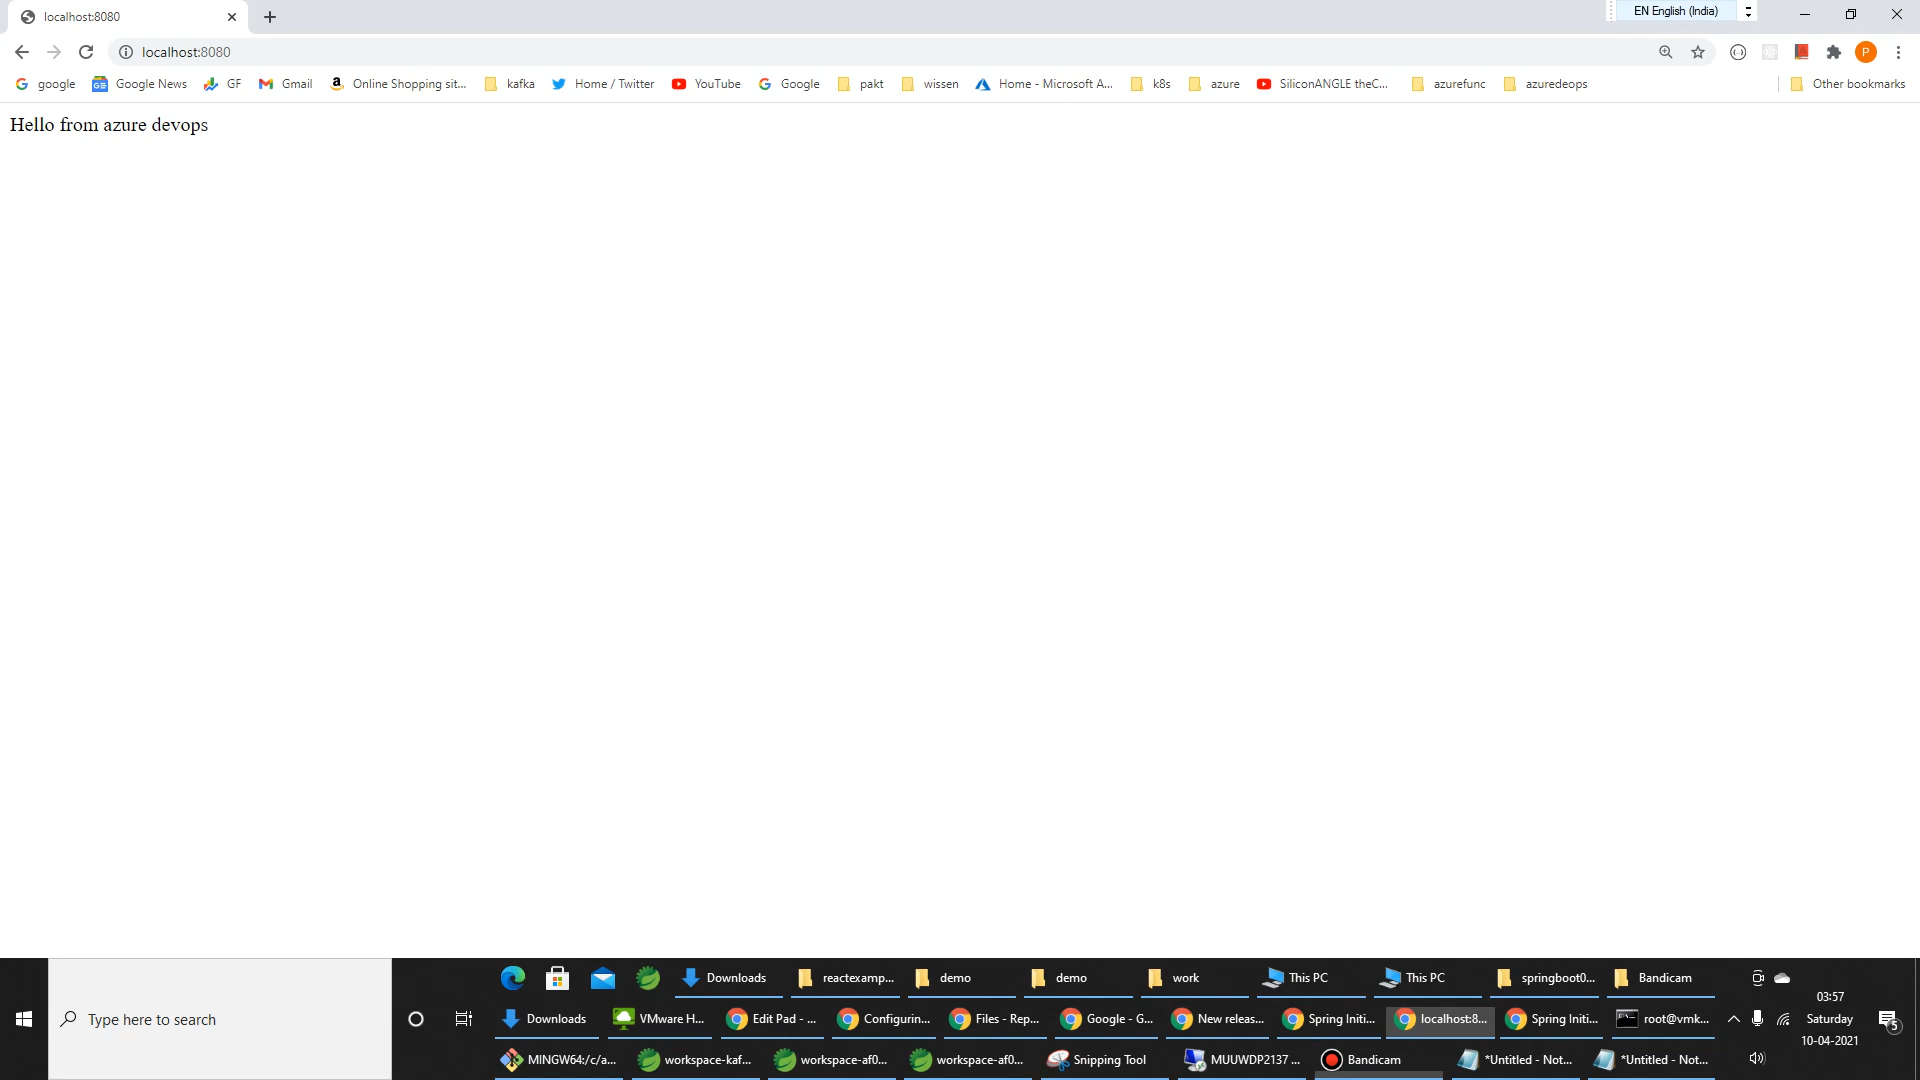 localhost:8080
EN English (India)
localhost:8080
P
google
Google News
GF
Gmail
Online Shopping sit...
kafka
Home / Twitter
YouTube
Google
pakt
wissen
Home - Microsoft A...
k8s
azure
SiliconANGLE theC...
azurefunc
azuredeops
Other bookmarks
Hello from azure devops
Type here to search
Downloads
reactexamp...
demo
demo
work
This PC
This PC
springboot0...
Bandicam
Downloads
VMware H...
Edit Pad - ...
Configurin...
Files - Rep...
Google - G...
New releas...
Spring Initi...
localhost:8...
Spring Initi...
root@vmk...
MINGW64:/c/a...
workspace-kaf...
workspace-af0...
workspace-af0...
Snipping Tool
MUUWDP2137 ...
Bandicam
*Untitled - Not...
*Untitled - Not...
03:57
Saturday
10-04-2021
5